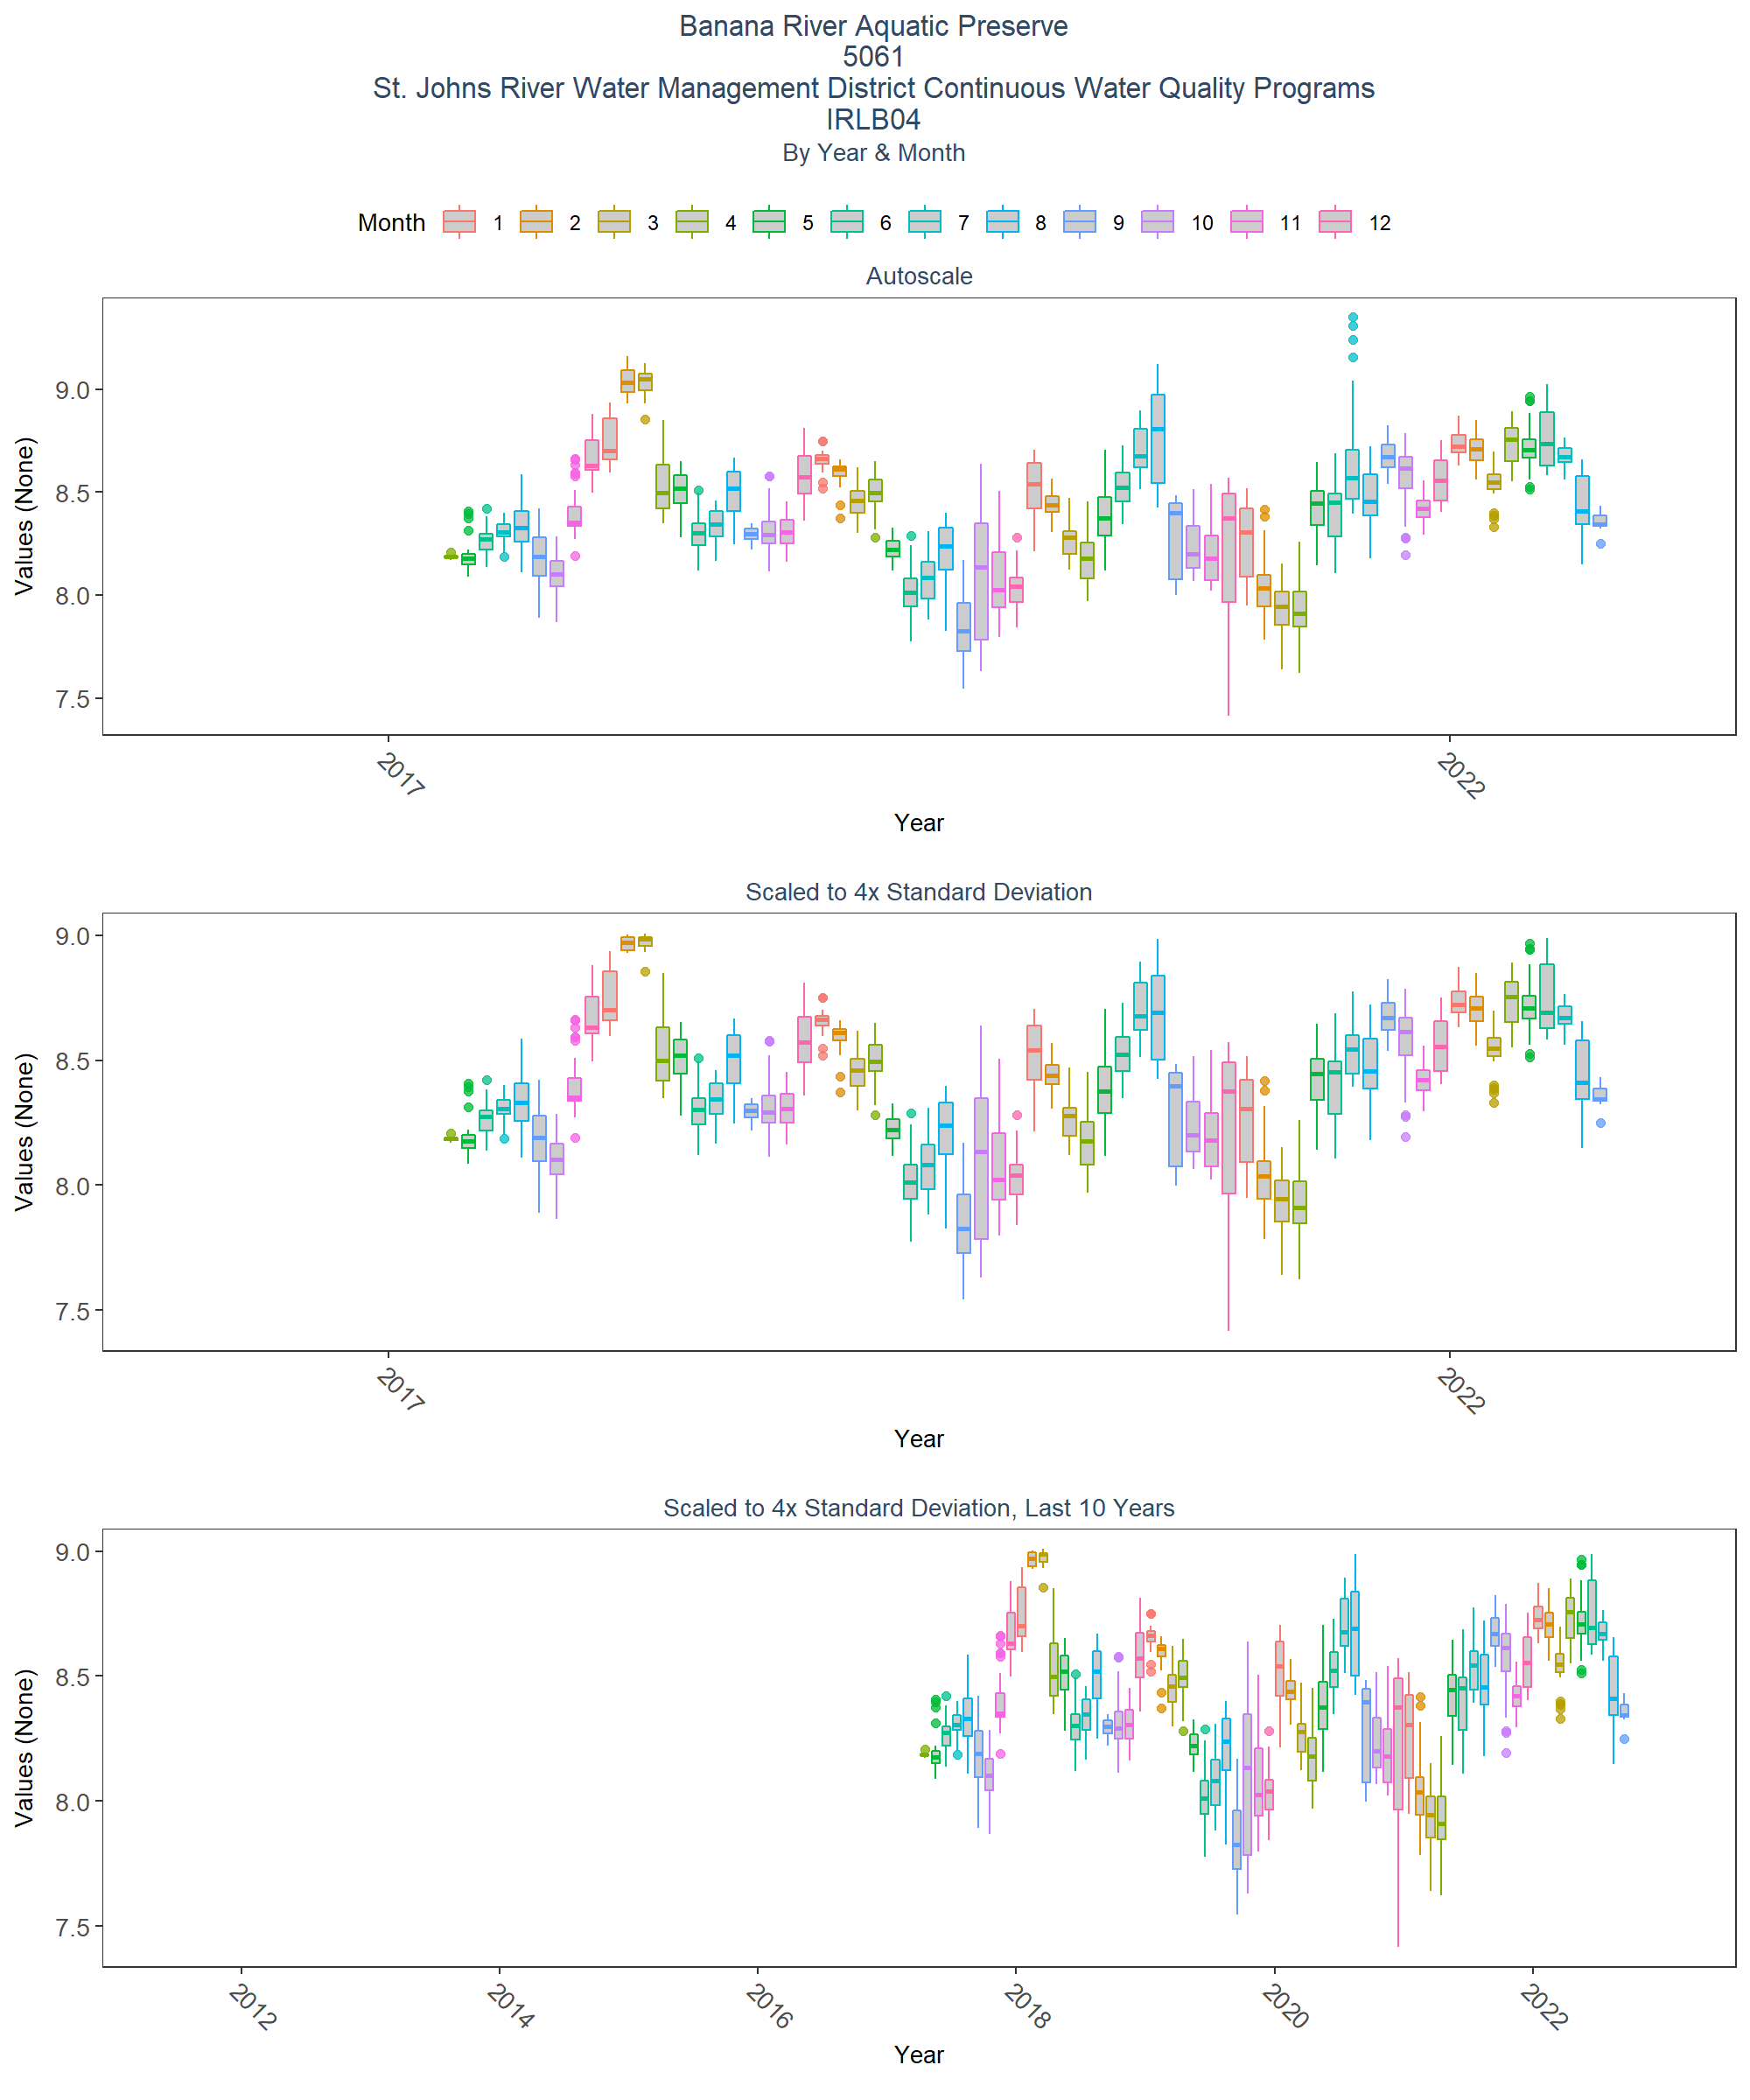 Banana River Aquatic Preserve
5061
St. Johns River Water Management District Continuous Water Quality Programs
IRLB04
By Year & Month
Month 1 2 3 4 5 6 7 8 9 10 11 12
Autoscale
Values (None)
9.0
8.5
8.0
7.5
2017 2022
Year
Scaled to 4x Standard Deviation
Values (None)
9.0
8.5
8.0
7.5
2017 2022
Year
Scaled to 4x Standard Deviation, Last 10 Years
Values (None)
9.0
8.5
8.0
7.5
2012 2014 2016 2018 2020 2022
Year